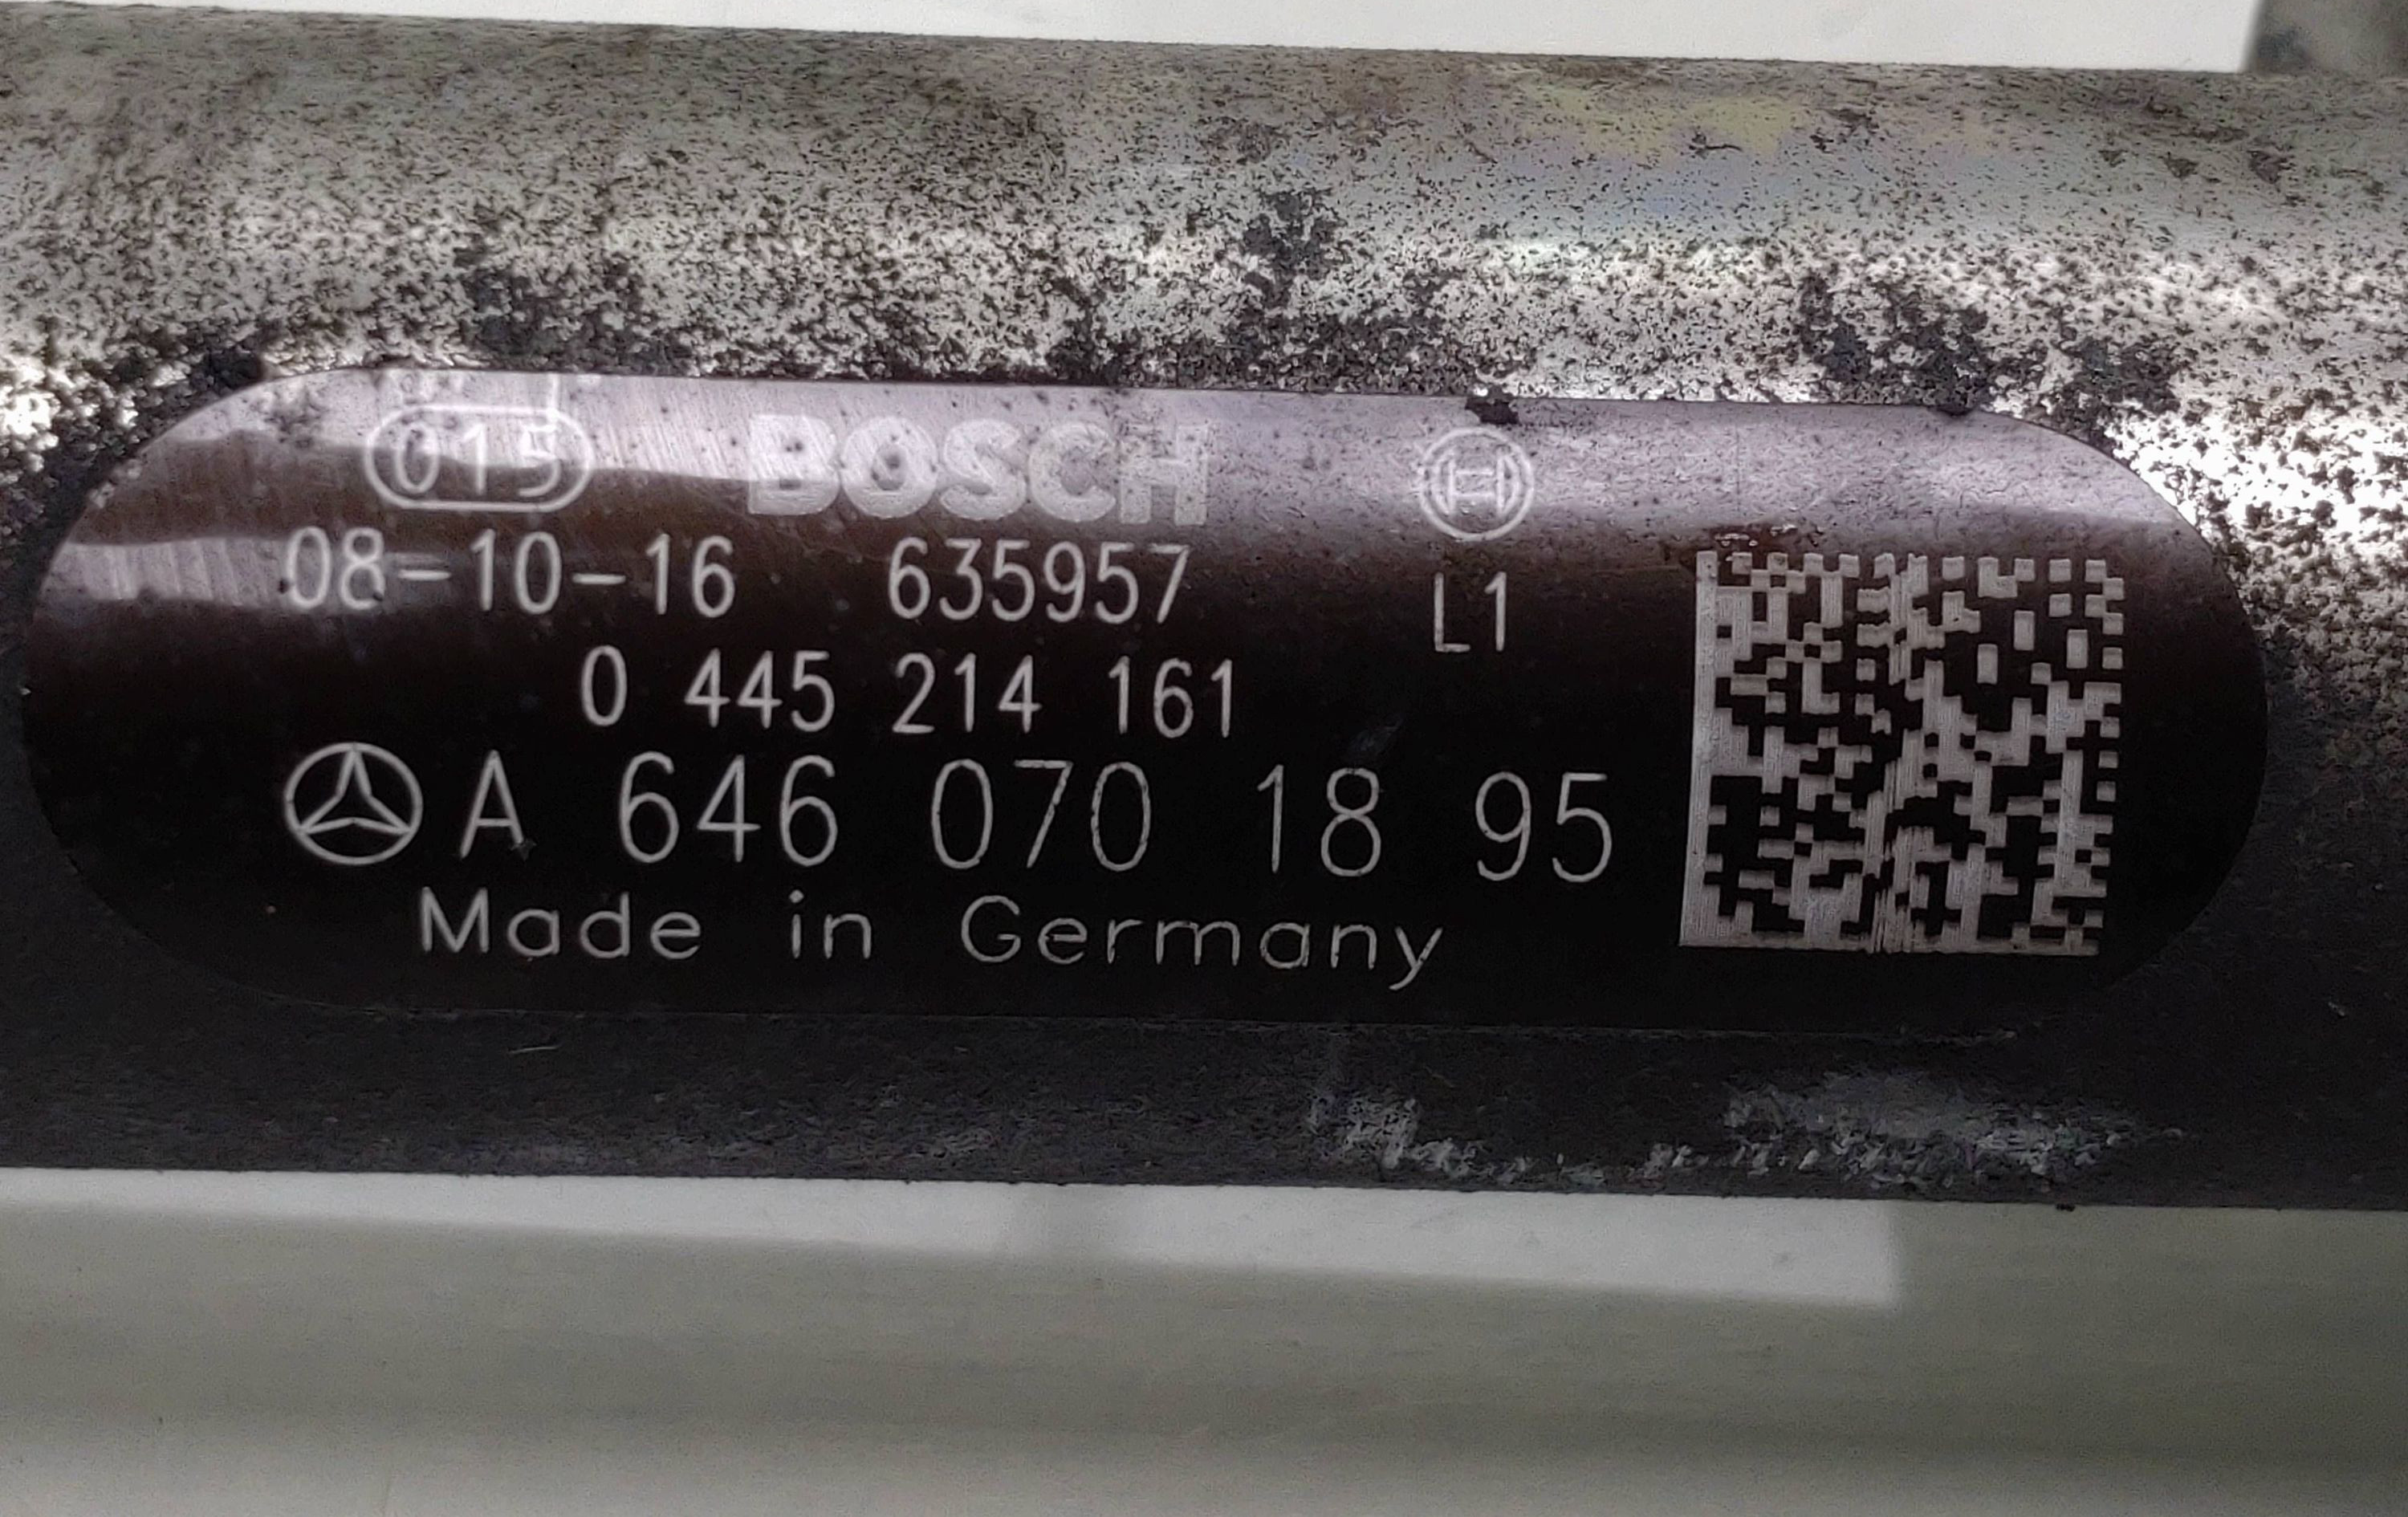 015 BOSCH
08-10-16 635957 L1
0 445 214 161
A 646 070 18 95
Made in Germany